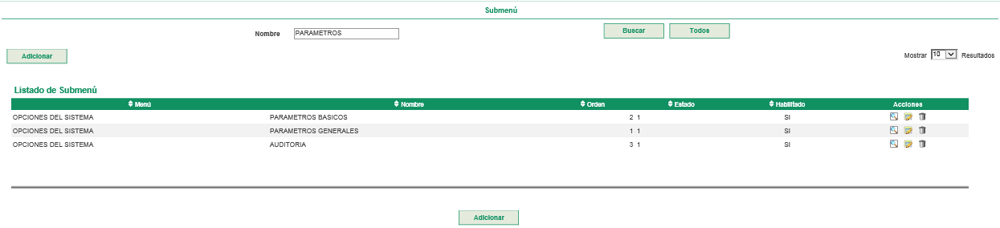 Submenú
Nombre PARAMETROS Buscar Todos
Adicionar Mostrar 10 Resultados
Listado de Submenú
Menú Nombre Orden Estado Habilitado Acciones
OPCIONES DEL SISTEMA PARAMETROS BASICOS 2 1 SI
OPCIONES DEL SISTEMA PARAMETROS GENERALES 1 1 SI
OPCIONES DEL SISTEMA AUDITORIA 3 1 SI
Adicionar